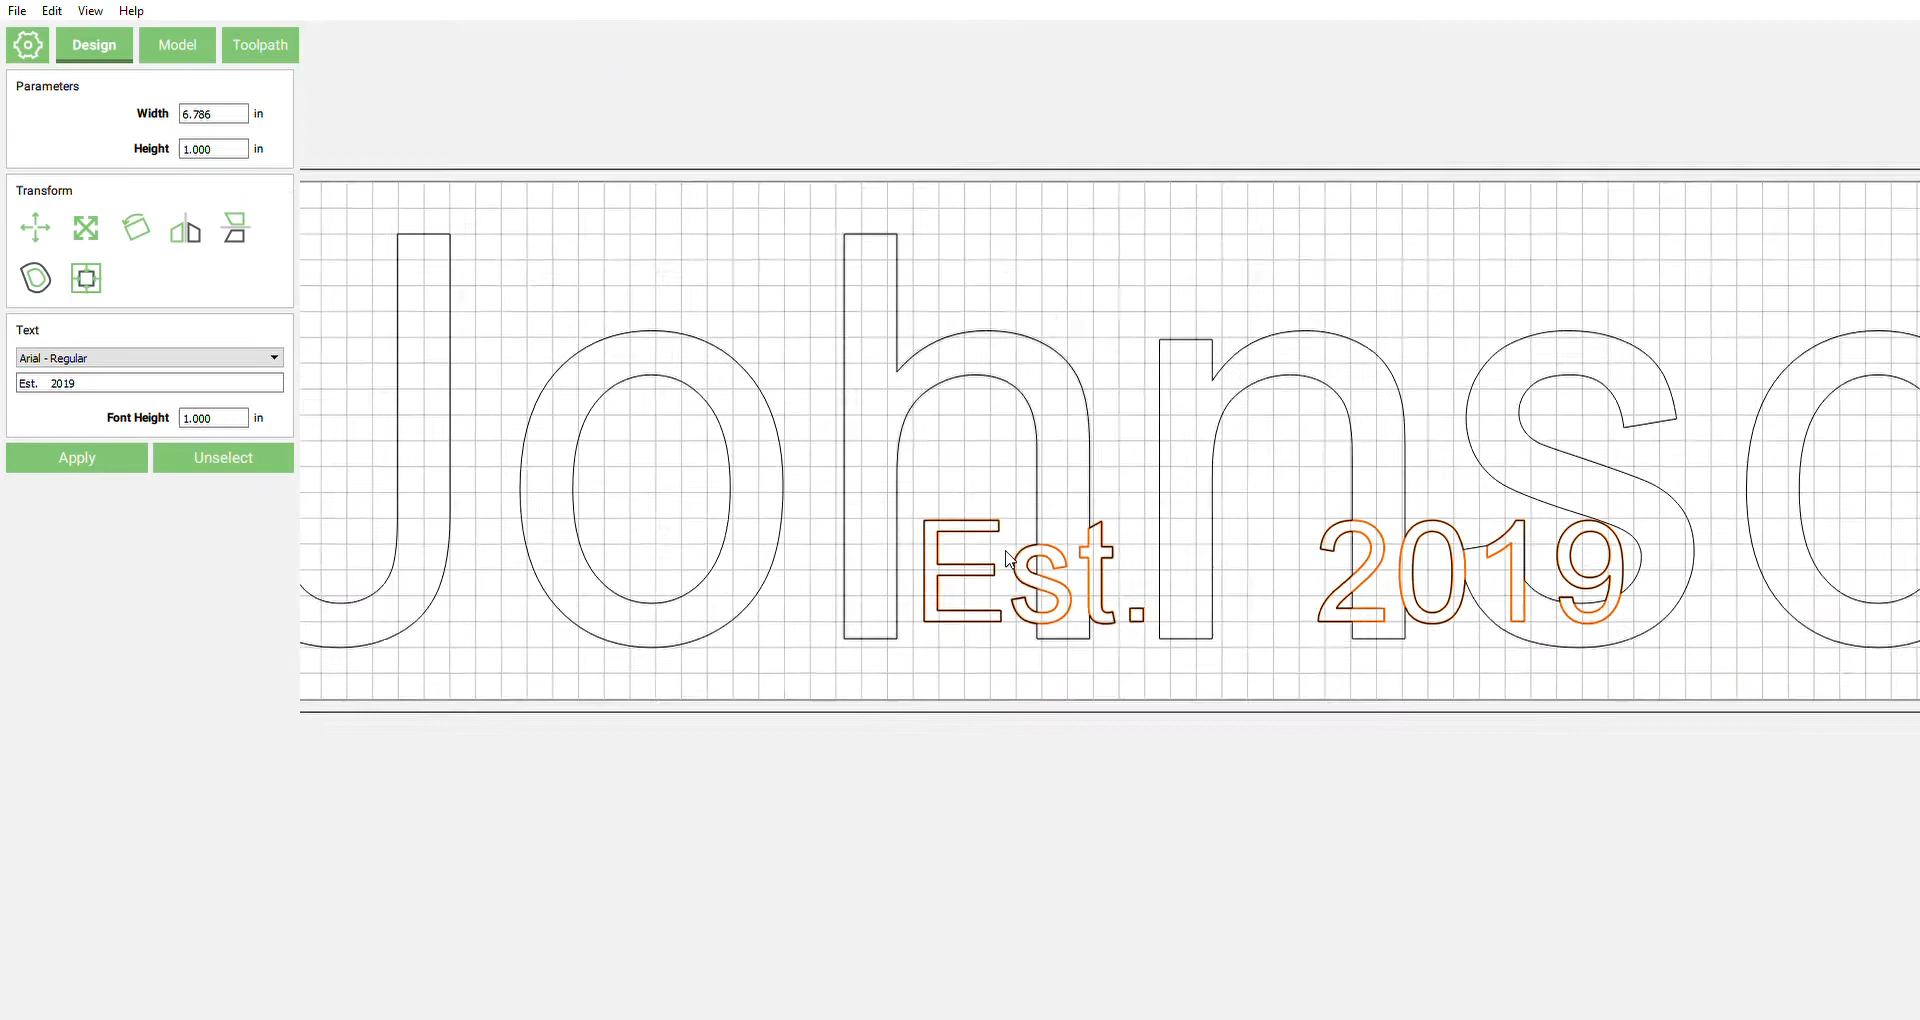 File Edit View Help
Design Model Toolpath
Parameters
Width 6.786 in
Height 1.000 in
Transform
Text
Arial - Regular
Est. 2019
Font Height 1.000 in
Apply Unselect
Johnso
Est. 2019